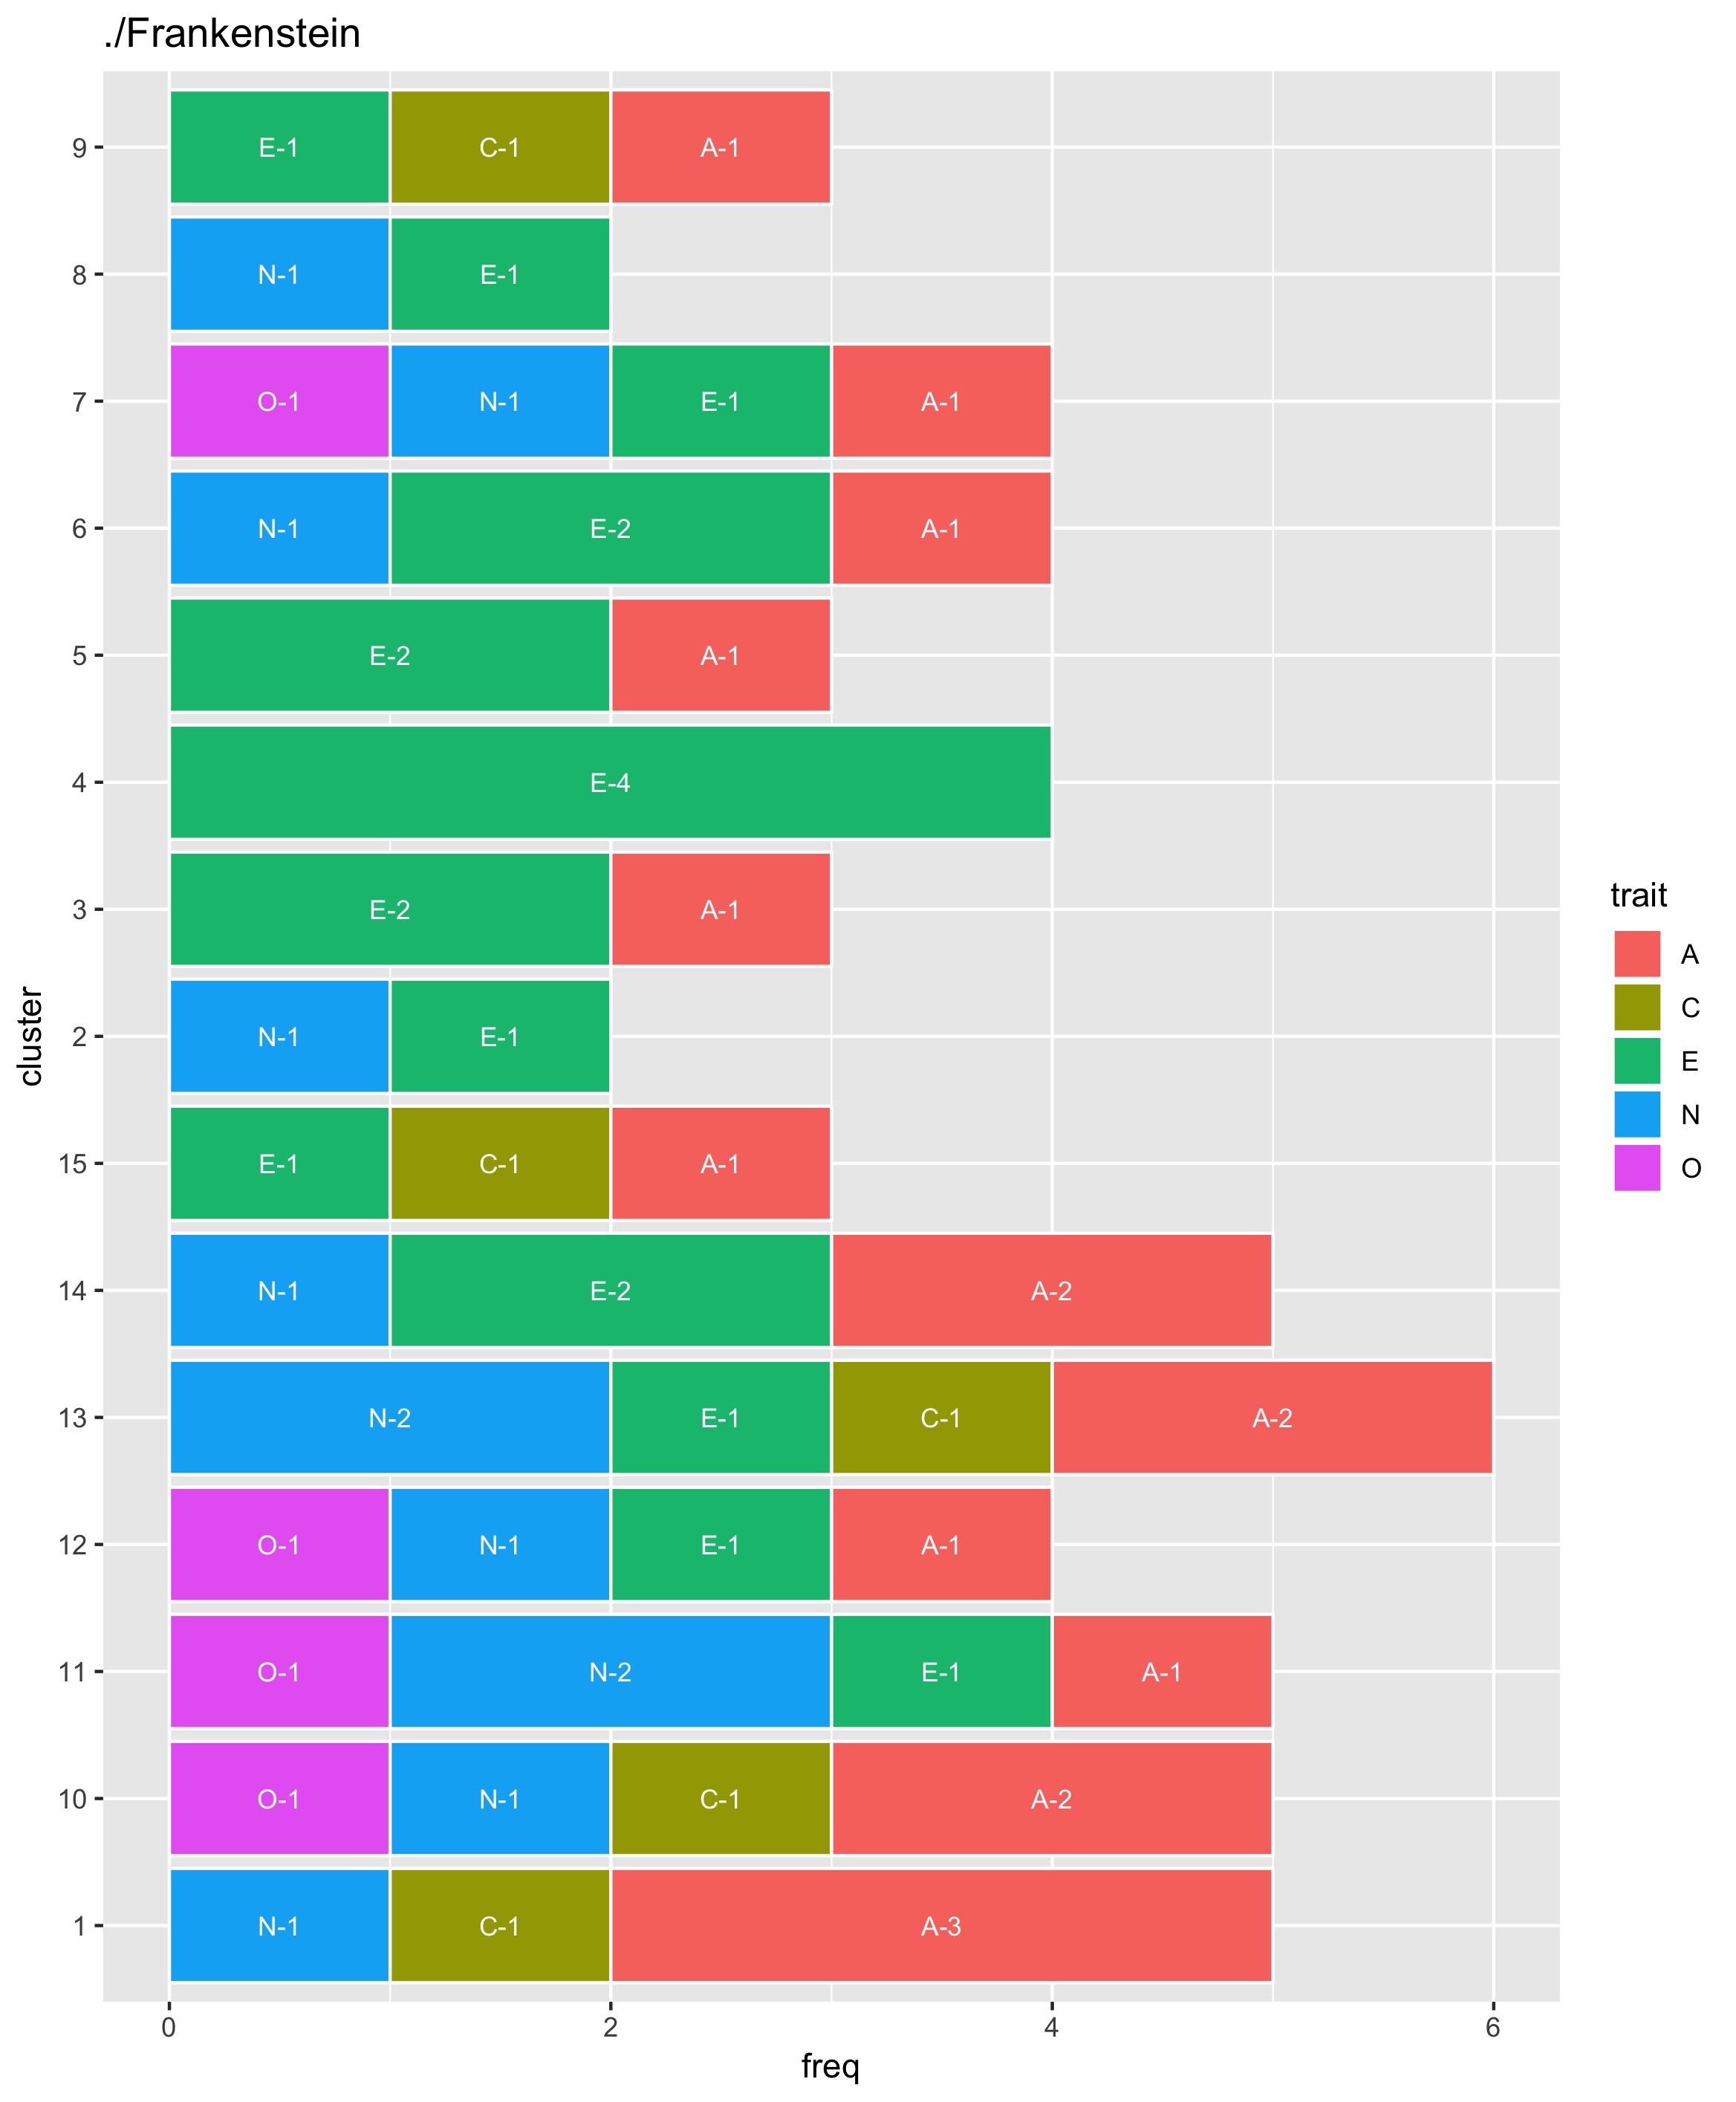 ./Frankenstein
9 E-1 C-1 A-1
8 N-1 E-1
7 O-1 N-1 E-1 A-1
6 N-1 E-2 A-1
5 E-2 A-1
4 E-4
3 E-2 A-1
2 N-1 E-1
15 E-1 C-1 A-1
14 N-1 E-2 A-2
13 N-2 E-1 C-1 A-2
12 O-1 N-1 E-1 A-1
11 O-1 N-2 E-1 A-1
10 O-1 N-1 C-1 A-2
1 N-1 C-1 A-3
0 2 4 6
freq
cluster
trait
A
C
E
N
O